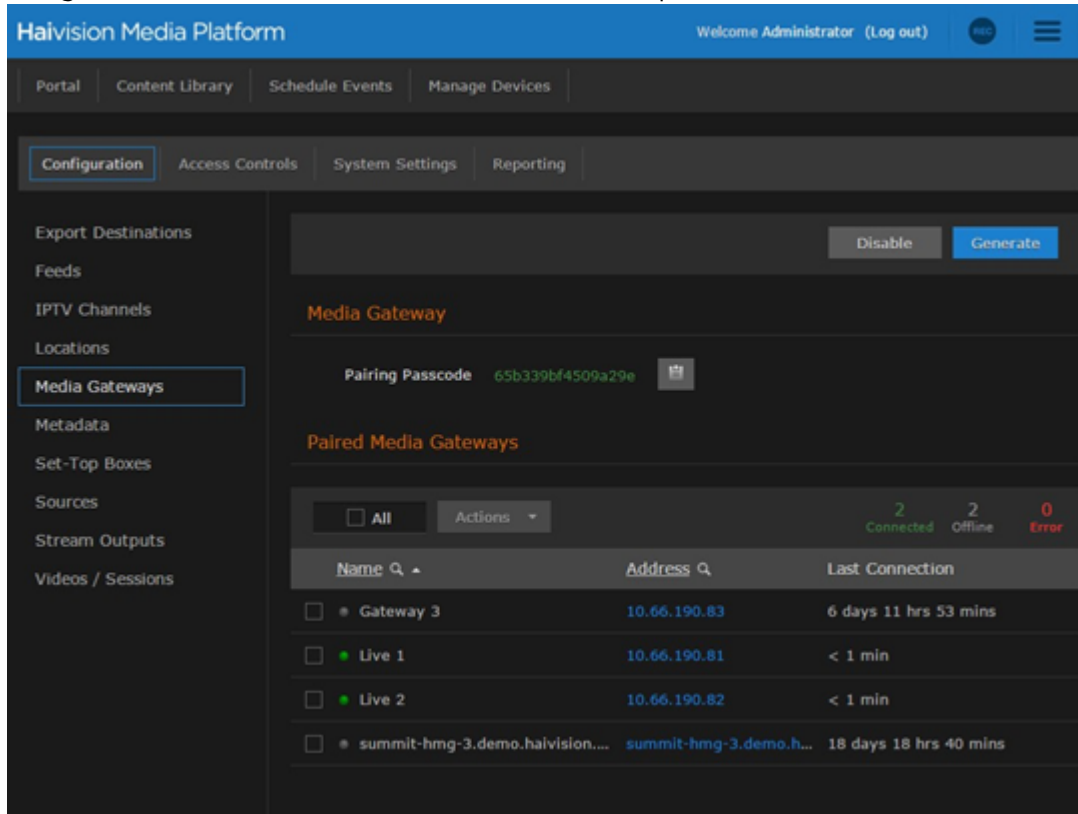 Haivision Media Platform Welcome Administrator (Log out) REC
Portal Content Library Schedule Events Manage Devices
Configuration Access Controls System Settings Reporting
Export Destinations
Feeds
IPTV Channels
Locations
Media Gateways
Metadata
Set-Top Boxes
Sources
Stream Outputs
Videos / Sessions
Disable Generate
Media Gateway
Pairing Passcode 65b339bf4509a29e
Paired Media Gateways
All Actions 2 Connected 2 Offline 0 Error
Name Address Last Connection
Gateway 3 10.66.190.83 6 days 11 hrs 53 mins
Live 1 10.66.190.81 < 1 min
Live 2 10.66.190.82 < 1 min
summit-hmg-3.demo.haivision.... summit-hmg-3.demo.h... 18 days 18 hrs 40 mins